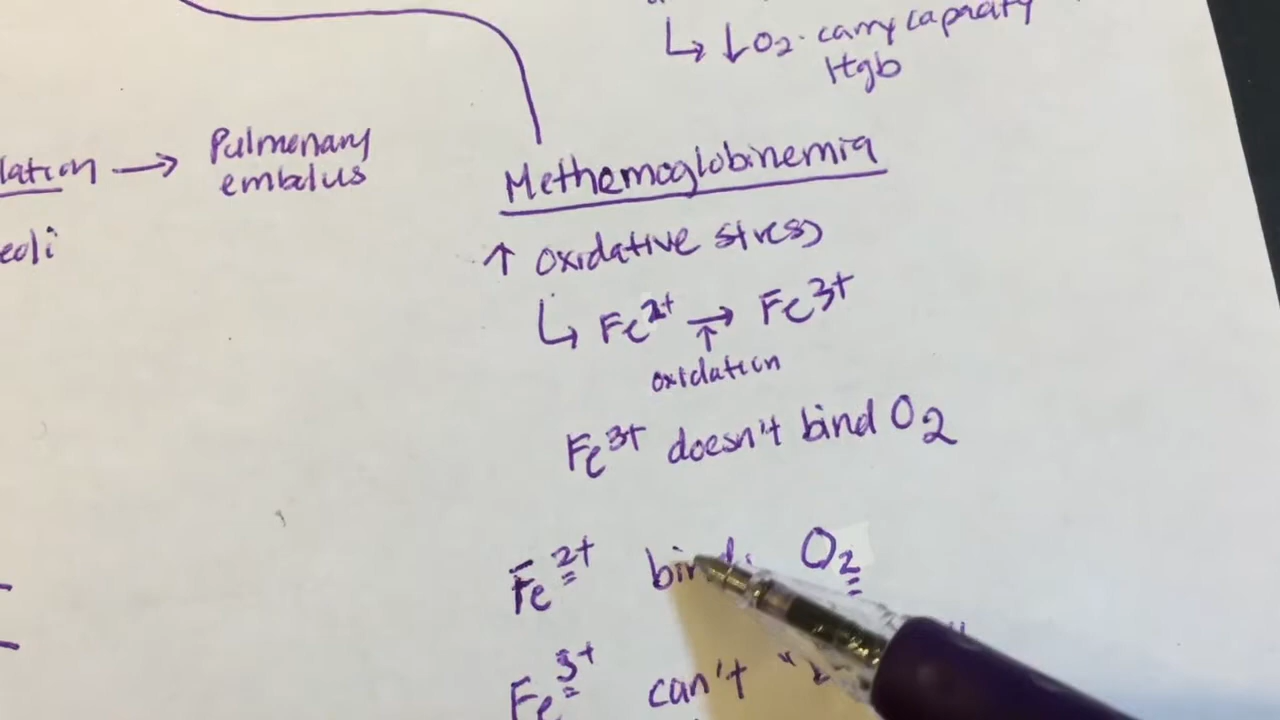 ↳ ↓O2-carry capacity
Hgb
lation → Pulmonary
embolus
eoli
Methemoglobinemia
↑ oxidative stress
↳ Fe2+ → Fe3+
↑
oxidation
Fe3+ doesn't bind O2
Fe2+ O2
Fe3+ can't "